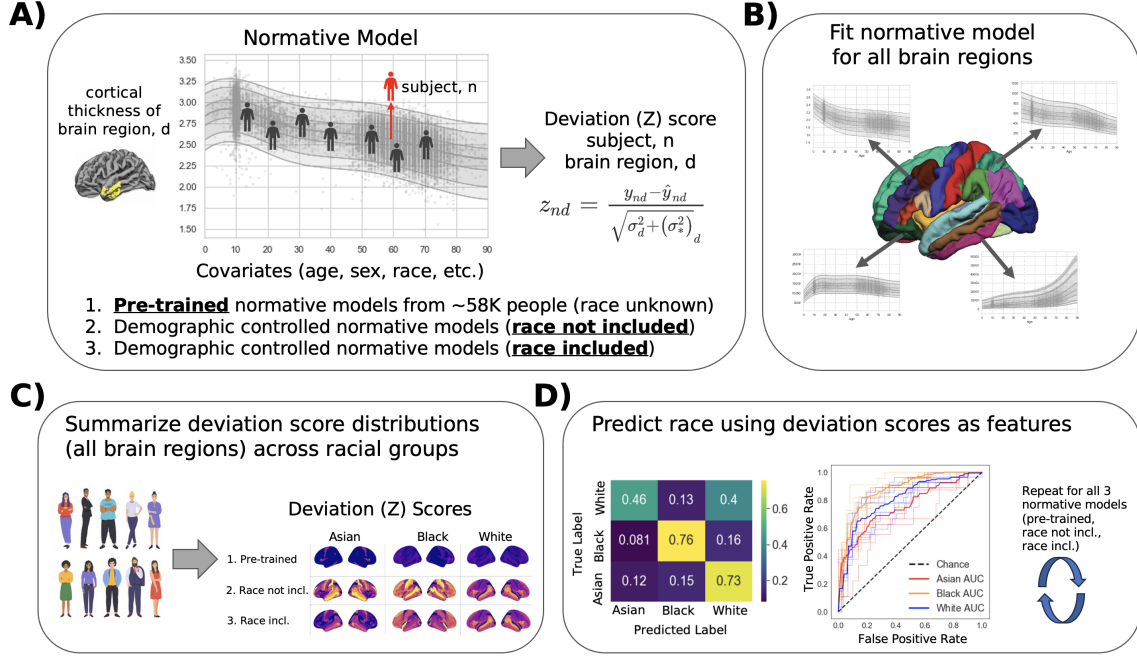 A)
Normative Model
cortical
thickness of
brain region, d
3.50
3.25
3.00
2.75
2.50
2.25
2.00
1.75
1.50
0 10 20 30 40 50 60 70 80 90
subject, n
Covariates (age, sex, race, etc.)
Deviation (Z) score
subject, n
brain region, d
z_nd = (y_nd − ŷ_nd) / √(σ²_d + (σ²_*)_d)
1. Pre-trained normative models from ~58K people (race unknown)
2. Demographic controlled normative models (race not included)
3. Demographic controlled normative models (race included)
B)
Fit normative model
for all brain regions
Age
Age
Age
Age
C)
Summarize deviation score distributions
(all brain regions) across racial groups
Deviation (Z) Scores
Asian Black White
1. Pre-trained
2. Race not incl.
3. Race incl.
D)
Predict race using deviation scores as features
True Label
White
Black
Asian
0.46 0.13 0.4
0.081 0.76 0.16
0.12 0.15 0.73
Asian Black White
Predicted Label
0.6
0.4
0.2
True Positive Rate
1.0
0.8
0.6
0.4
0.2
0.0
0.0 0.2 0.4 0.6 0.8 1.0
False Positive Rate
Chance
Asian AUC
Black AUC
White AUC
Repeat for all 3
normative models
(pre-trained,
race not incl.,
race incl.)